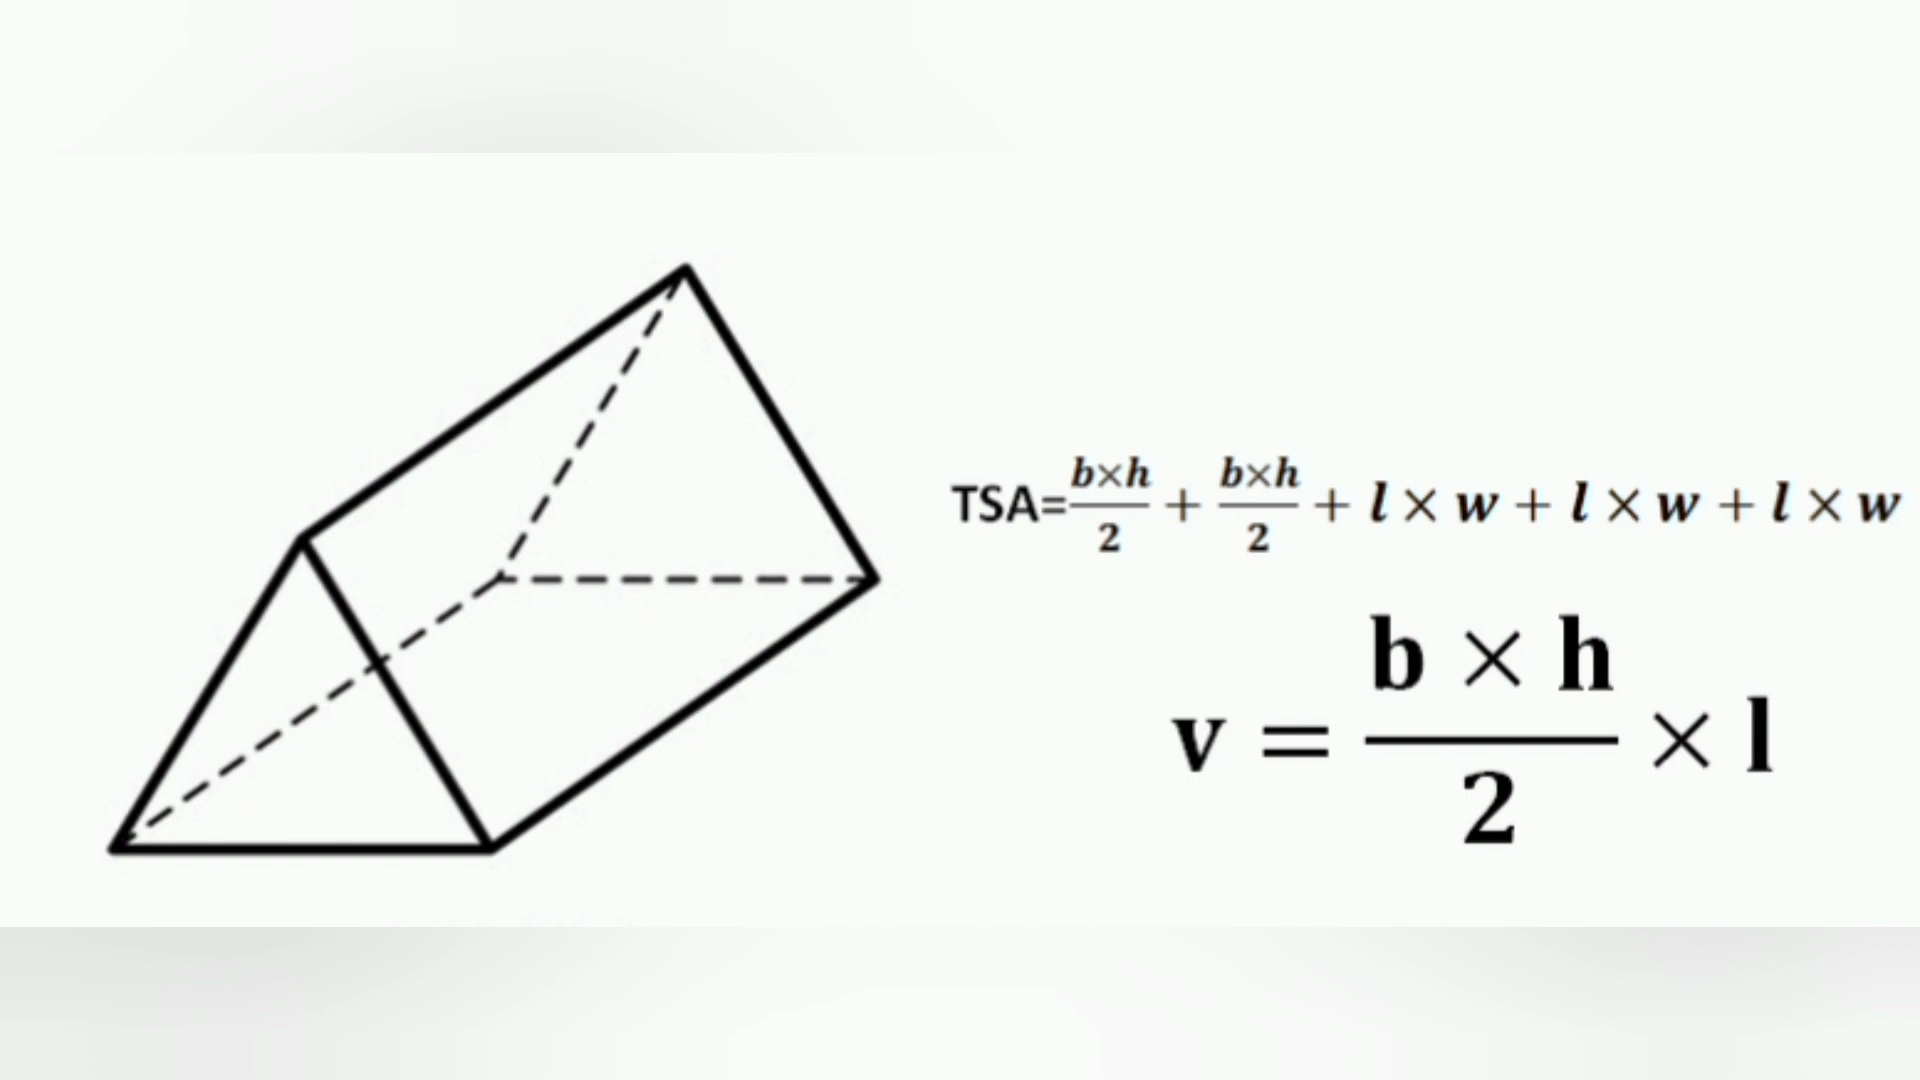 TSA=b×h/2 + b×h/2 + l × w + l × w + l × w
v = b × h/2 × l